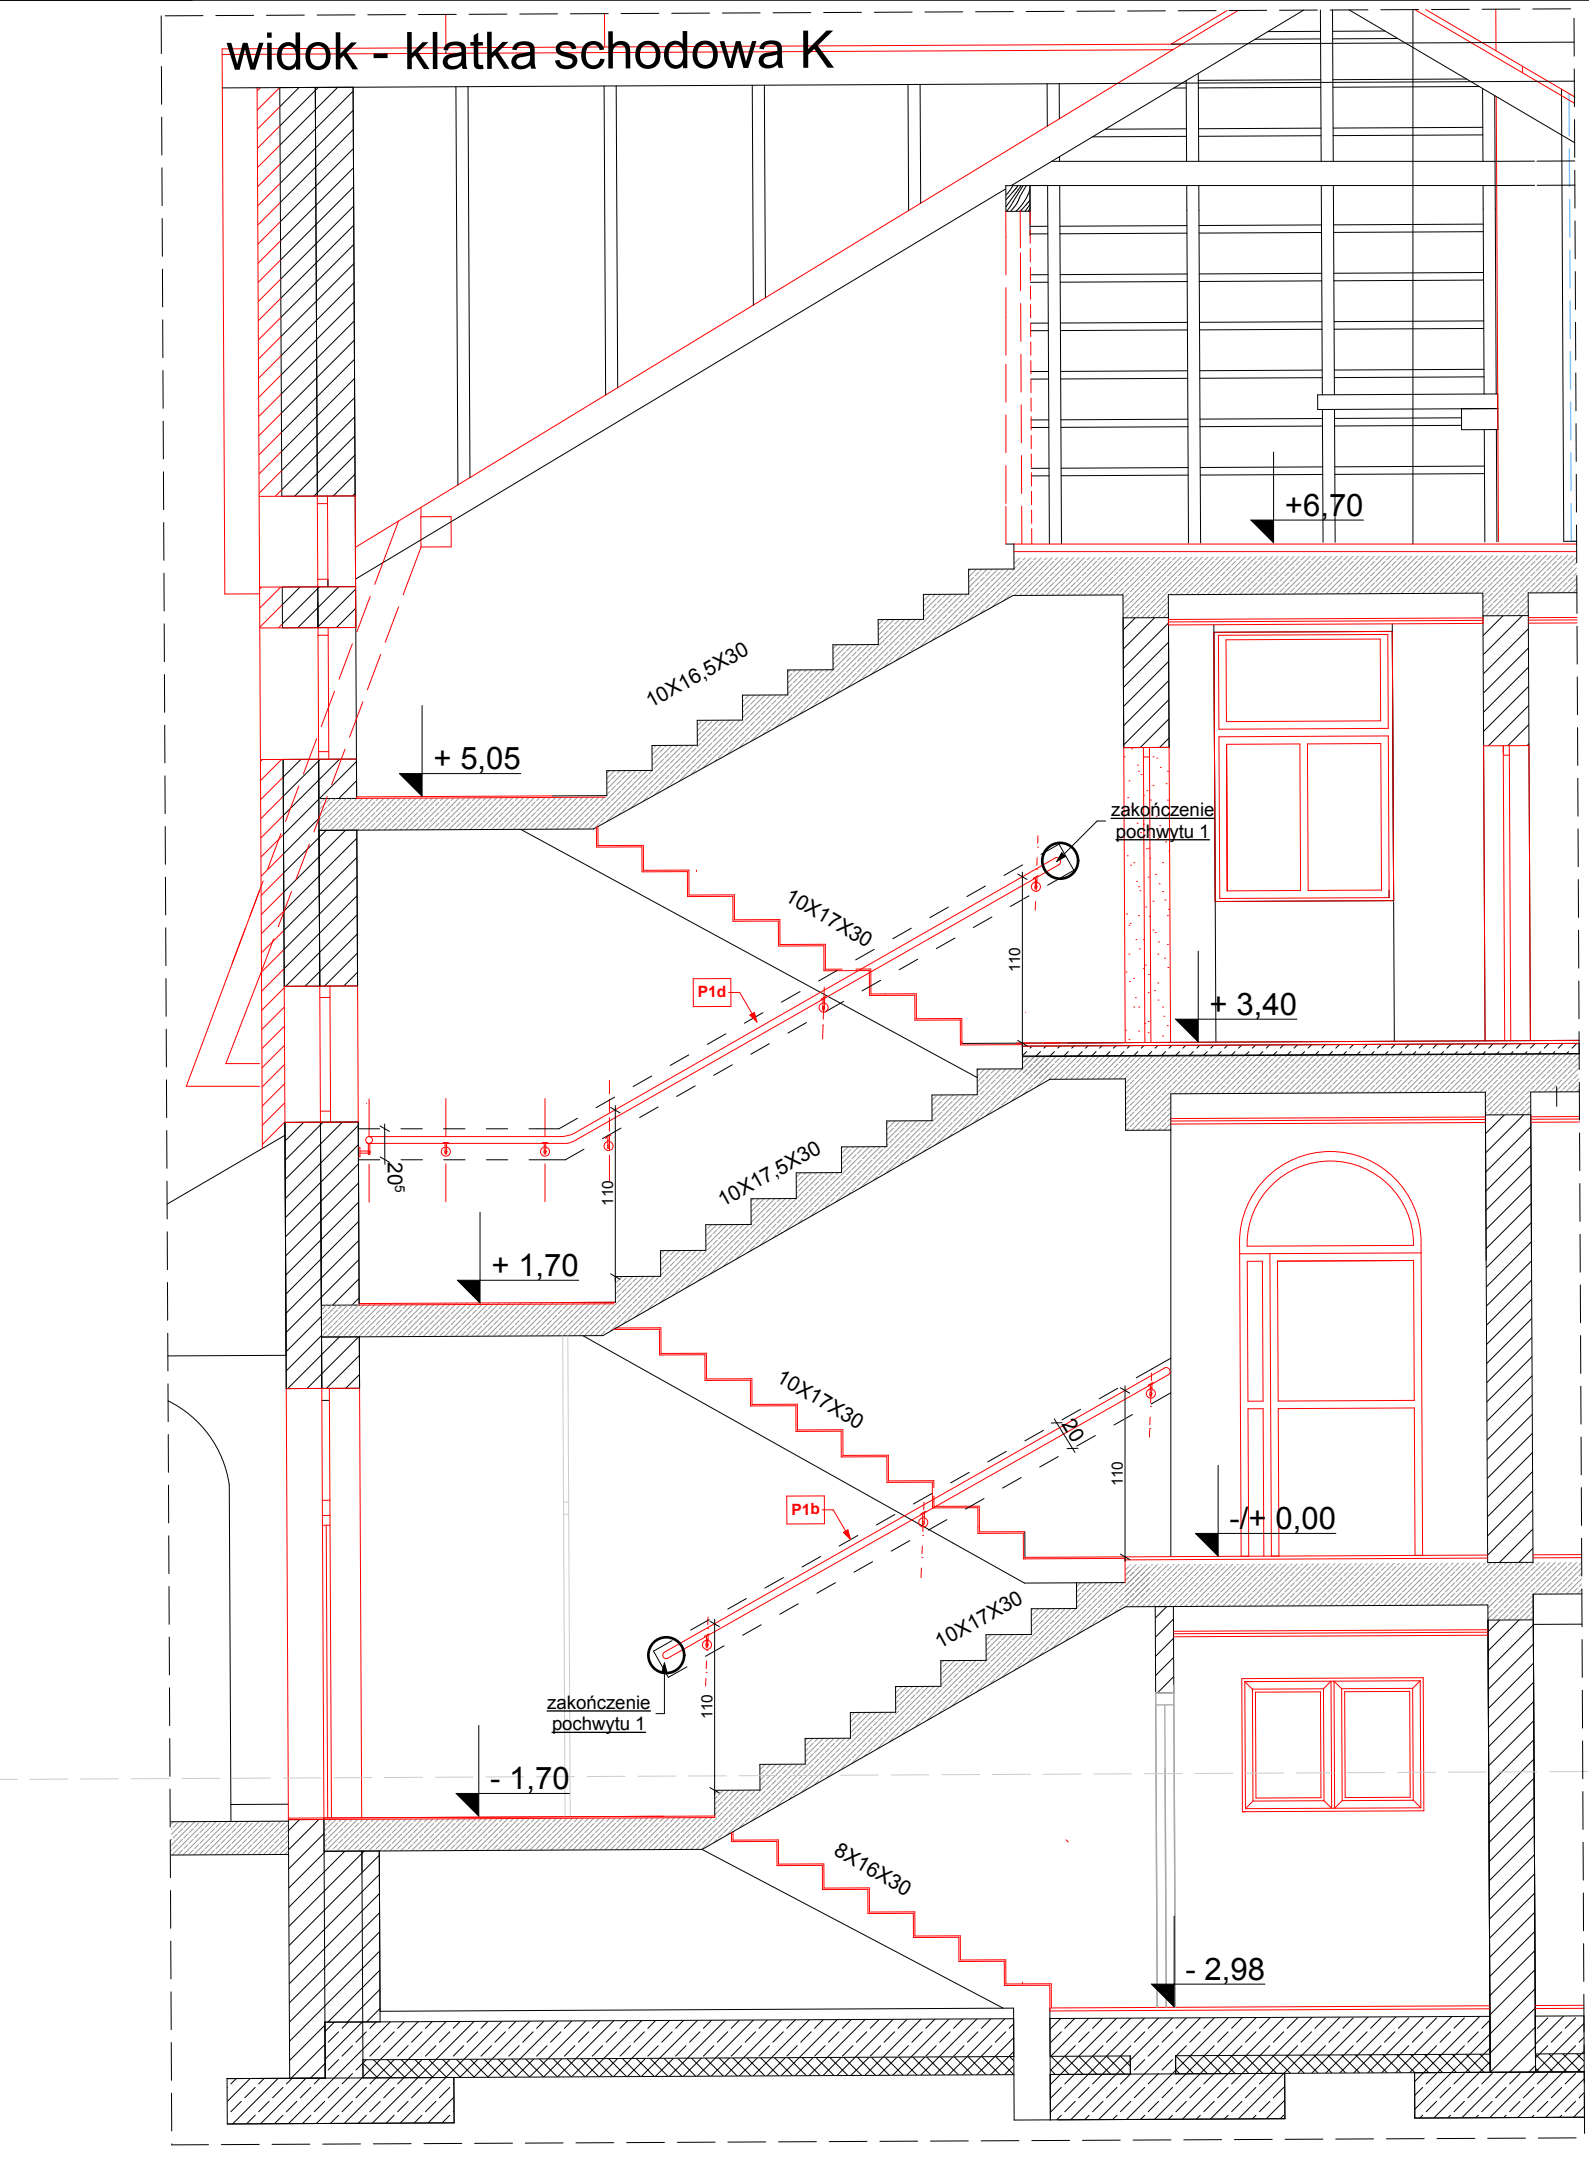 widok - klatka schodowa K
+6,70
10X16,5X30
+ 5,05
zakończenie
pochwytu 1
10X17X30
110
P1d
+ 3,40
20⁵
110
10X17,5X30
+ 1,70
10X17X30
20
110
P1b
-/+ 0,00
10X17X30
zakończenie
pochwytu 1
110
- 1,70
8X16X30
- 2,98